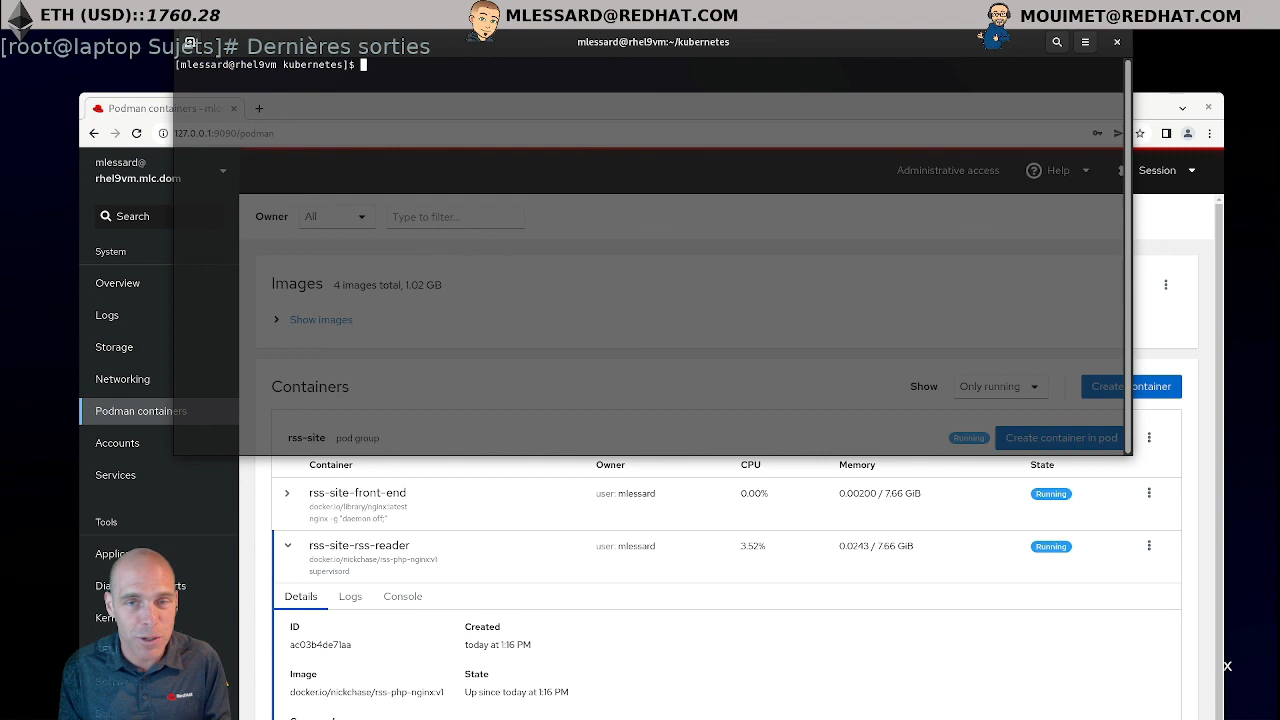 ETH (USD)::1760.28
MLESSARD@REDHAT.COM
MOUIMET@REDHAT.COM
[root@laptop Sujets]# Dernières sorties
mlessard@rhel9vm:~/kubernetes
[mlessard@rhel9vm kubernetes]$
Podman containers - mle
127.0.0.1:9090/podman
mlessard@
rhel9vm.mlc.dom
Administrative access
Help
Session
Search
Owner
All
Type to filter...
System
Overview
Logs
Storage
Networking
Podman containers
Accounts
Services
Tools
Images
4 images total, 1.02 GB
Show images
Containers
Show
Only running
Create container
rss-site
pod group
Running
Create container in pod
Container
Owner
CPU
Memory
State
rss-site-front-end
user: mlessard
0.00%
0.00200 / 7.66 GiB
Running
docker.io/library/nginx:latest
nginx -g "daemon off;"
rss-site-rss-reader
user: mlessard
3.52%
0.0243 / 7.66 GiB
Running
docker.io/nickchase/rss-php-nginx:v1
supervisord
Details
Logs
Console
ID
Created
ac03b4de71aa
today at 1:16 PM
Image
State
docker.io/nickchase/rss-php-nginx:v1
Up since today at 1:16 PM
RedHat